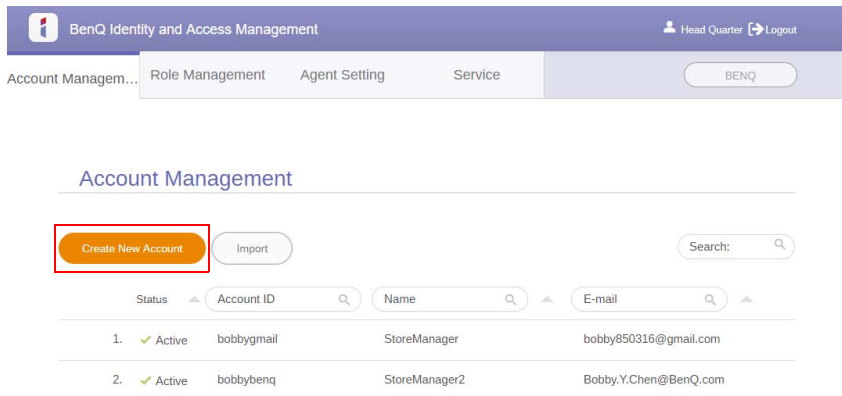 BenQ Identity and Access Management
Head Quarter Logout
Account Managem... Role Management Agent Setting Service BENQ
Account Management
Create New Account Import Search:
Status Account ID Name E-mail
1. Active bobbygmail StoreManager bobby850316@gmail.com
2. Active bobbybenq StoreManager2 Bobby.Y.Chen@BenQ.com